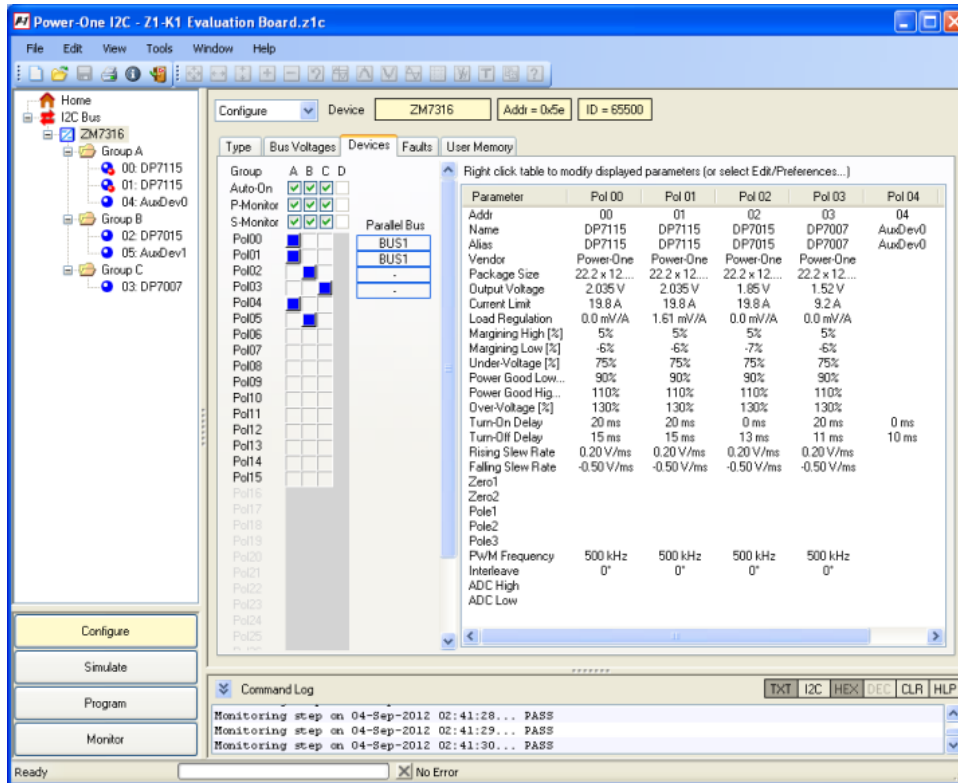 Power-One I2C - Z1-K1 Evaluation Board.z1c
File Edit View Tools Window Help
Home
I2C Bus
ZM7316
Group A
00: DP7115
01: DP7115
04: AuxDev0
Group B
02: DP7015
05: AuxDev1
Group C
03: DP7007
Configure
Simulate
Program
Monitor
Configure Device ZM7316 Addr = 0x5e ID = 65500
Type Bus Voltages Devices Faults User Memory
Group A B C D
Auto-On
P-Monitor
S-Monitor Parallel Bus
Pol00 BUS1
Pol01 BUS1
Pol02 -
Pol03 -
Pol04
Pol05
Pol06
Pol07
Pol08
Pol09
Pol10
Pol11
Pol12
Pol13
Pol14
Pol15
Pol16
Pol17
Pol18
Pol19
Pol20
Pol21
Pol22
Pol23
Pol24
Pol25
Right click table to modify displayed parameters (or select Edit/Preferences...)
Parameter Pol 00 Pol 01 Pol 02 Pol 03 Pol 04
Addr 00 01 02 03 04
Name DP7115 DP7115 DP7015 DP7007 AuxDev0
Alias DP7115 DP7115 DP7015 DP7007 AuxDev0
Vendor Power-One Power-One Power-One Power-One
Package Size 22.2 x 12.... 22.2 x 12.... 22.2 x 12.... 22.2 x 12....
Output Voltage 2.035 V 2.035 V 1.85 V 1.52 V
Current Limit 19.8 A 19.8 A 19.8 A 9.2 A
Load Regulation 0.0 mV/A 1.61 mV/A 0.0 mV/A 0.0 mV/A
Margining High [%] 5% 5% 5% 5%
Margining Low [%] -6% -6% -7% -6%
Under-Voltage [%] 75% 75% 75% 75%
Power Good Low... 90% 90% 90% 90%
Power Good Hig... 110% 110% 110% 110%
Over-Voltage [%] 130% 130% 130% 130%
Turn-On Delay 20 ms 20 ms 0 ms 20 ms 0 ms
Turn-Off Delay 15 ms 15 ms 13 ms 11 ms 10 ms
Rising Slew Rate 0.20 V/ms 0.20 V/ms 0.20 V/ms 0.20 V/ms
Falling Slew Rate -0.50 V/ms -0.50 V/ms -0.50 V/ms -0.50 V/ms
Zero1
Zero2
Pole1
Pole2
Pole3
PWM Frequency 500 kHz 500 kHz 500 kHz 500 kHz
Interleave 0° 0° 0° 0°
ADC High
ADC Low
Command Log TXT I2C HEX DEC CLR HLP
Monitoring step on 04-Sep-2012 02:41:28... PASS
Monitoring step on 04-Sep-2012 02:41:29... PASS
Monitoring step on 04-Sep-2012 02:41:30... PASS
Ready No Error